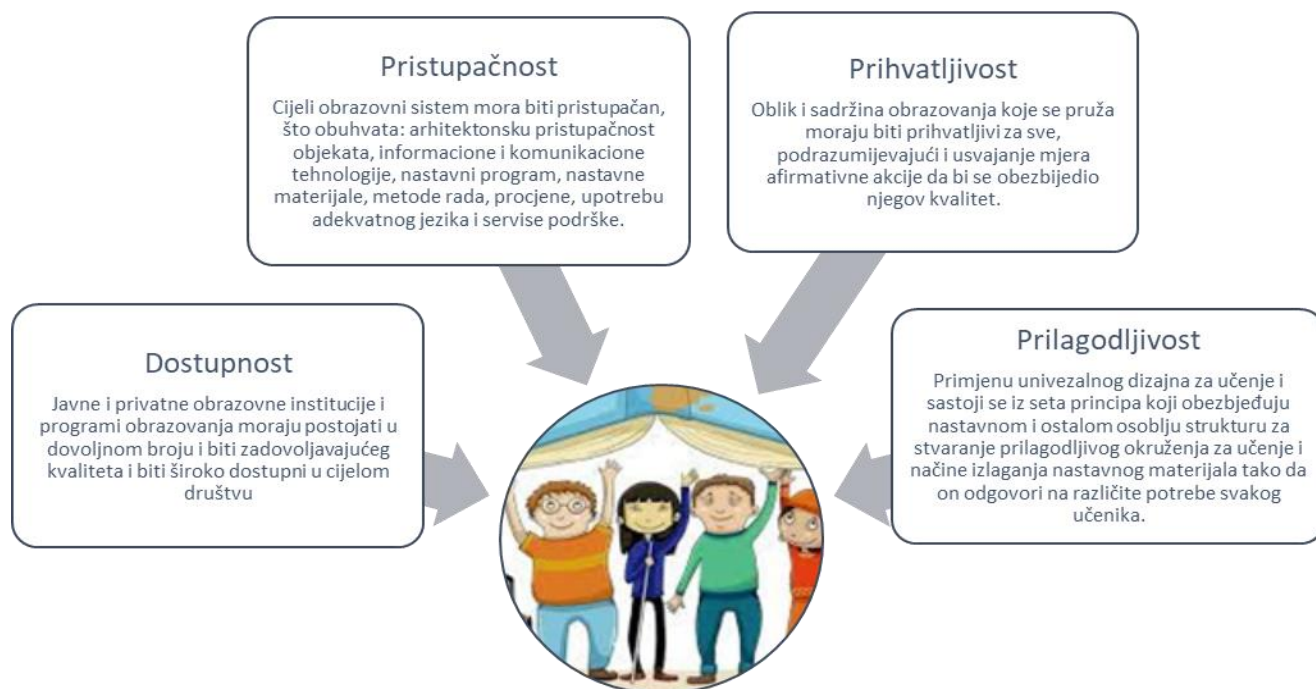 Pristupačnost
Cijeli obrazovni sistem mora biti pristupačan,
što obuhvata: arhitektonsku pristupačnost
objekata, informacione i komunikacione
tehnologije, nastavni program, nastavne
materijale, metode rada, procjene, upotrebu
adekvatnog jezika i servise podrške.
Prihvatljivost
Oblik i sadržina obrazovanja koje se pruža
moraju biti prihvatljivi za sve,
podrazumijevajući i usvajanje mjera
afirmativne akcije da bi se obezbijedio
njegov kvalitet.
Dostupnost
Javne i privatne obrazovne institucije i
programi obrazovanja moraju postojati u
dovoljnom broju i biti zadovoljavajućeg
kvaliteta i biti široko dostupni u cijelom
društvu
Prilagodljivost
Primjenu univezalnog dizajna za učenje i
sastoji se iz seta principa koji obezbjeđuju
nastavnom i ostalom osoblju strukturu za
stvaranje prilagodljivog okruženja za učenje i
načine izlaganja nastavnog materijala tako da
on odgovori na različite potrebe svakog
učenika.